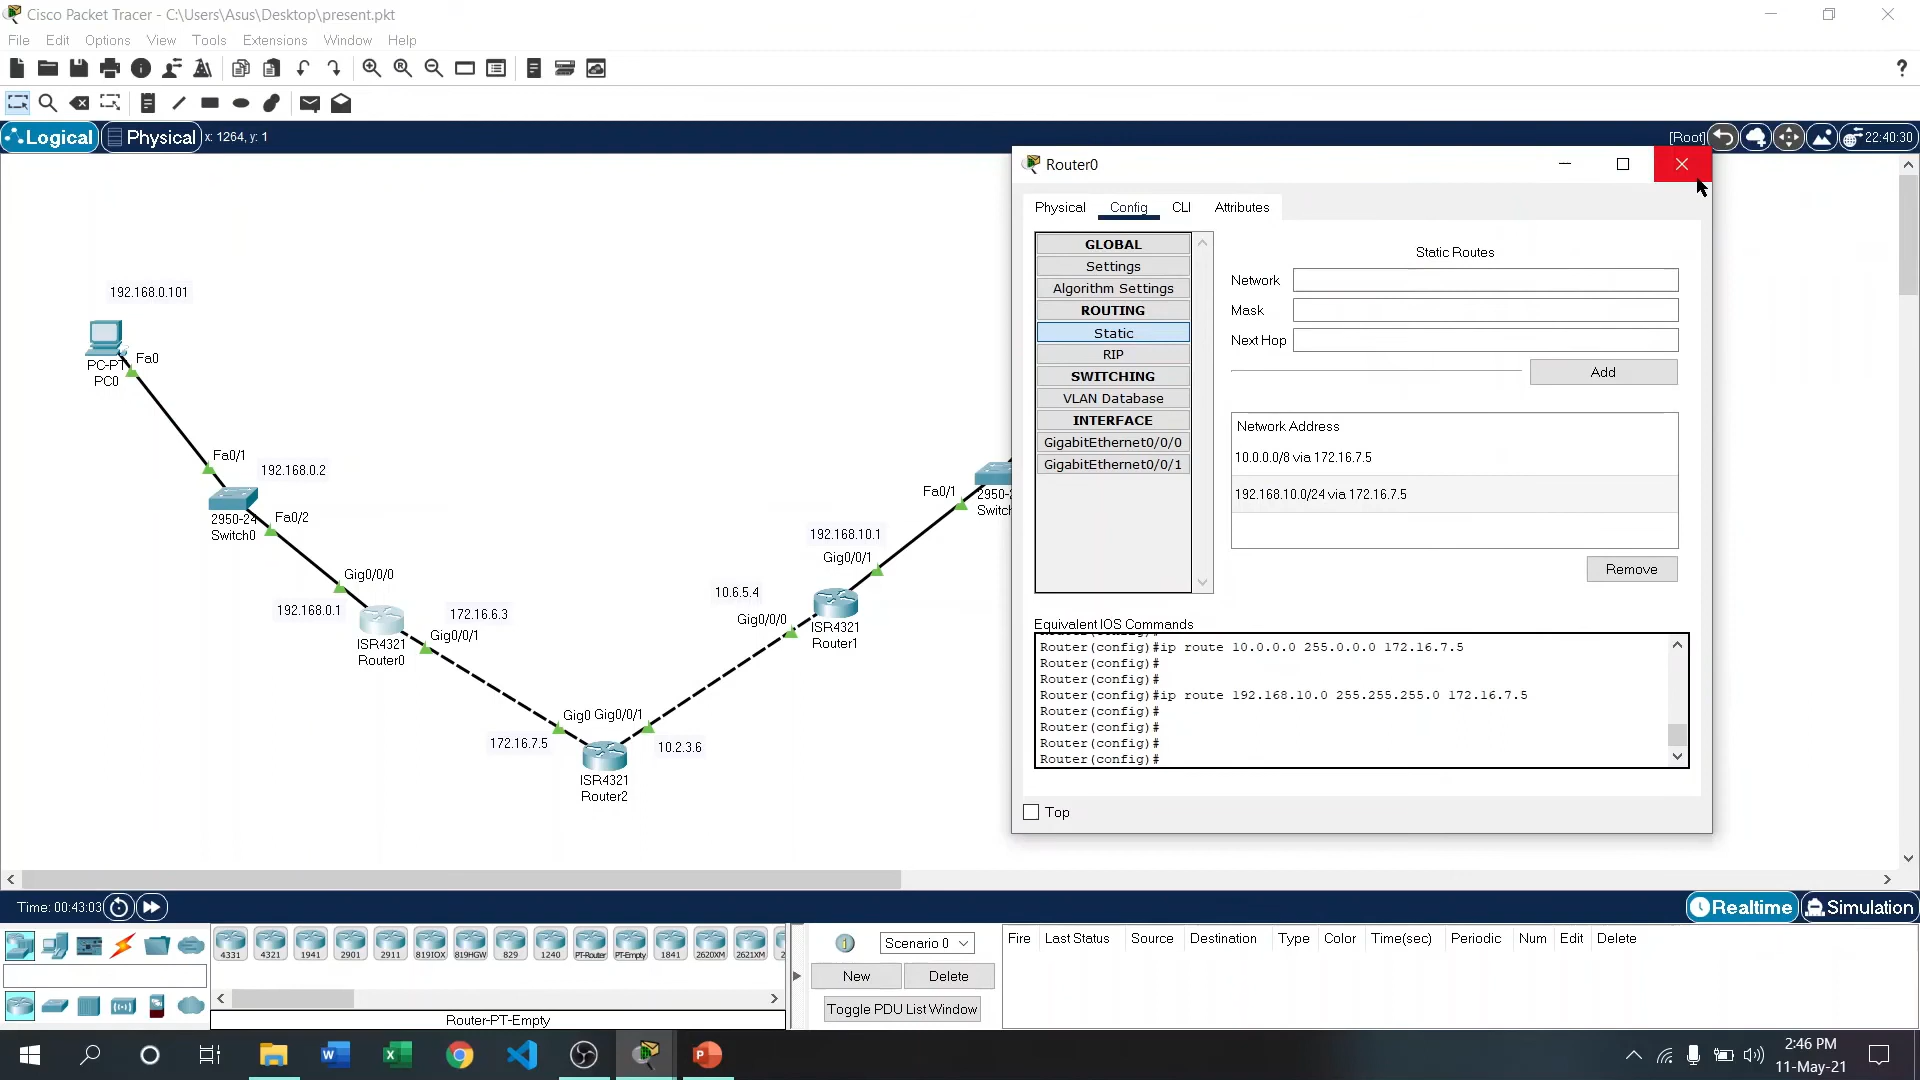 Cisco Packet Tracer - C:\Users\Asus\Desktop\present.pkt
File Edit Options View Tools Extensions Window Help
?
Logical Physical x: 1264, y: 1
[Root] 22:40:30
Router0
Physical Config CLI Attributes
GLOBAL
Settings
Algorithm Settings
ROUTING
Static
RIP
SWITCHING
VLAN Database
INTERFACE
GigabitEthernet0/0/0
GigabitEthernet0/0/1
Static Routes
Network
Mask
Next Hop
Add
Network Address
10.0.0.0/8 via 172.16.7.5
192.168.10.0/24 via 172.16.7.5
Remove
Equivalent IOS Commands
Router(config)#
Router(config)#ip route 10.0.0.0 255.0.0.0 172.16.7.5
Router(config)#
Router(config)#
Router(config)#ip route 192.168.10.0 255.255.255.0 172.16.7.5
Router(config)#
Router(config)#
Router(config)#
Router(config)#
Top
192.168.0.101
PC-PT
PC0
Fa0
Fa0/1
192.168.0.2
2950-24
Switch0
Fa0/2
Gig0/0/0
192.168.0.1
ISR4321
Router0
172.16.6.3
Gig0/0/1
Gig0 Gig0/0/1
172.16.7.5
10.2.3.6
ISR4321
Router2
10.6.5.4
Gig0/0/0
ISR4321
Router1
192.168.10.1
Gig0/0/1
Fa0/1
2950-
Switch
Time: 00:43:03
Realtime Simulation
4331 4321 1941 2901 2911 819IOX 819HGW 829 1240 PT-Router PT-Empty 1841 2620XM 2621XM 2
Router-PT-Empty
1
Scenario 0
New Delete
Toggle PDU List Window
Fire Last Status Source Destination Type Color Time(sec) Periodic Num Edit Delete
2:46 PM
11-May-21